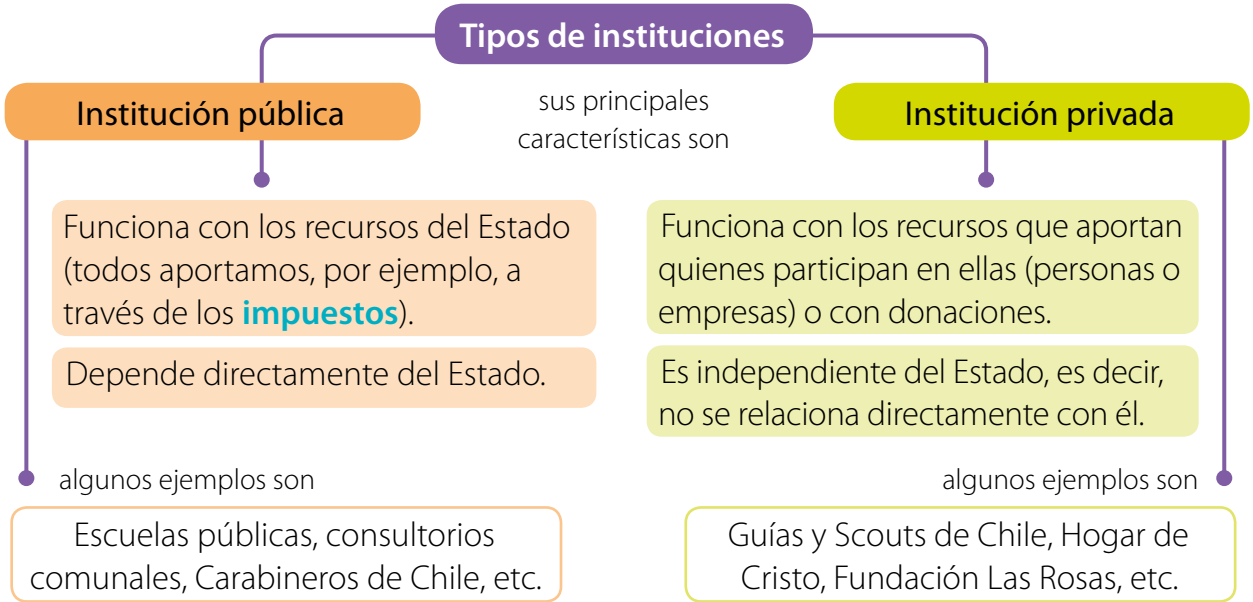 Tipos de instituciones
Institución pública
sus principales
características son
Institución privada
Funciona con los recursos del Estado
(todos aportamos, por ejemplo, a
través de los impuestos).
Depende directamente del Estado.
Funciona con los recursos que aportan
quienes participan en ellas (personas o
empresas) o con donaciones.
Es independiente del Estado, es decir,
no se relaciona directamente con él.
algunos ejemplos son
Escuelas públicas, consultorios
comunales, Carabineros de Chile, etc.
algunos ejemplos son
Guías y Scouts de Chile, Hogar de
Cristo, Fundación Las Rosas, etc.